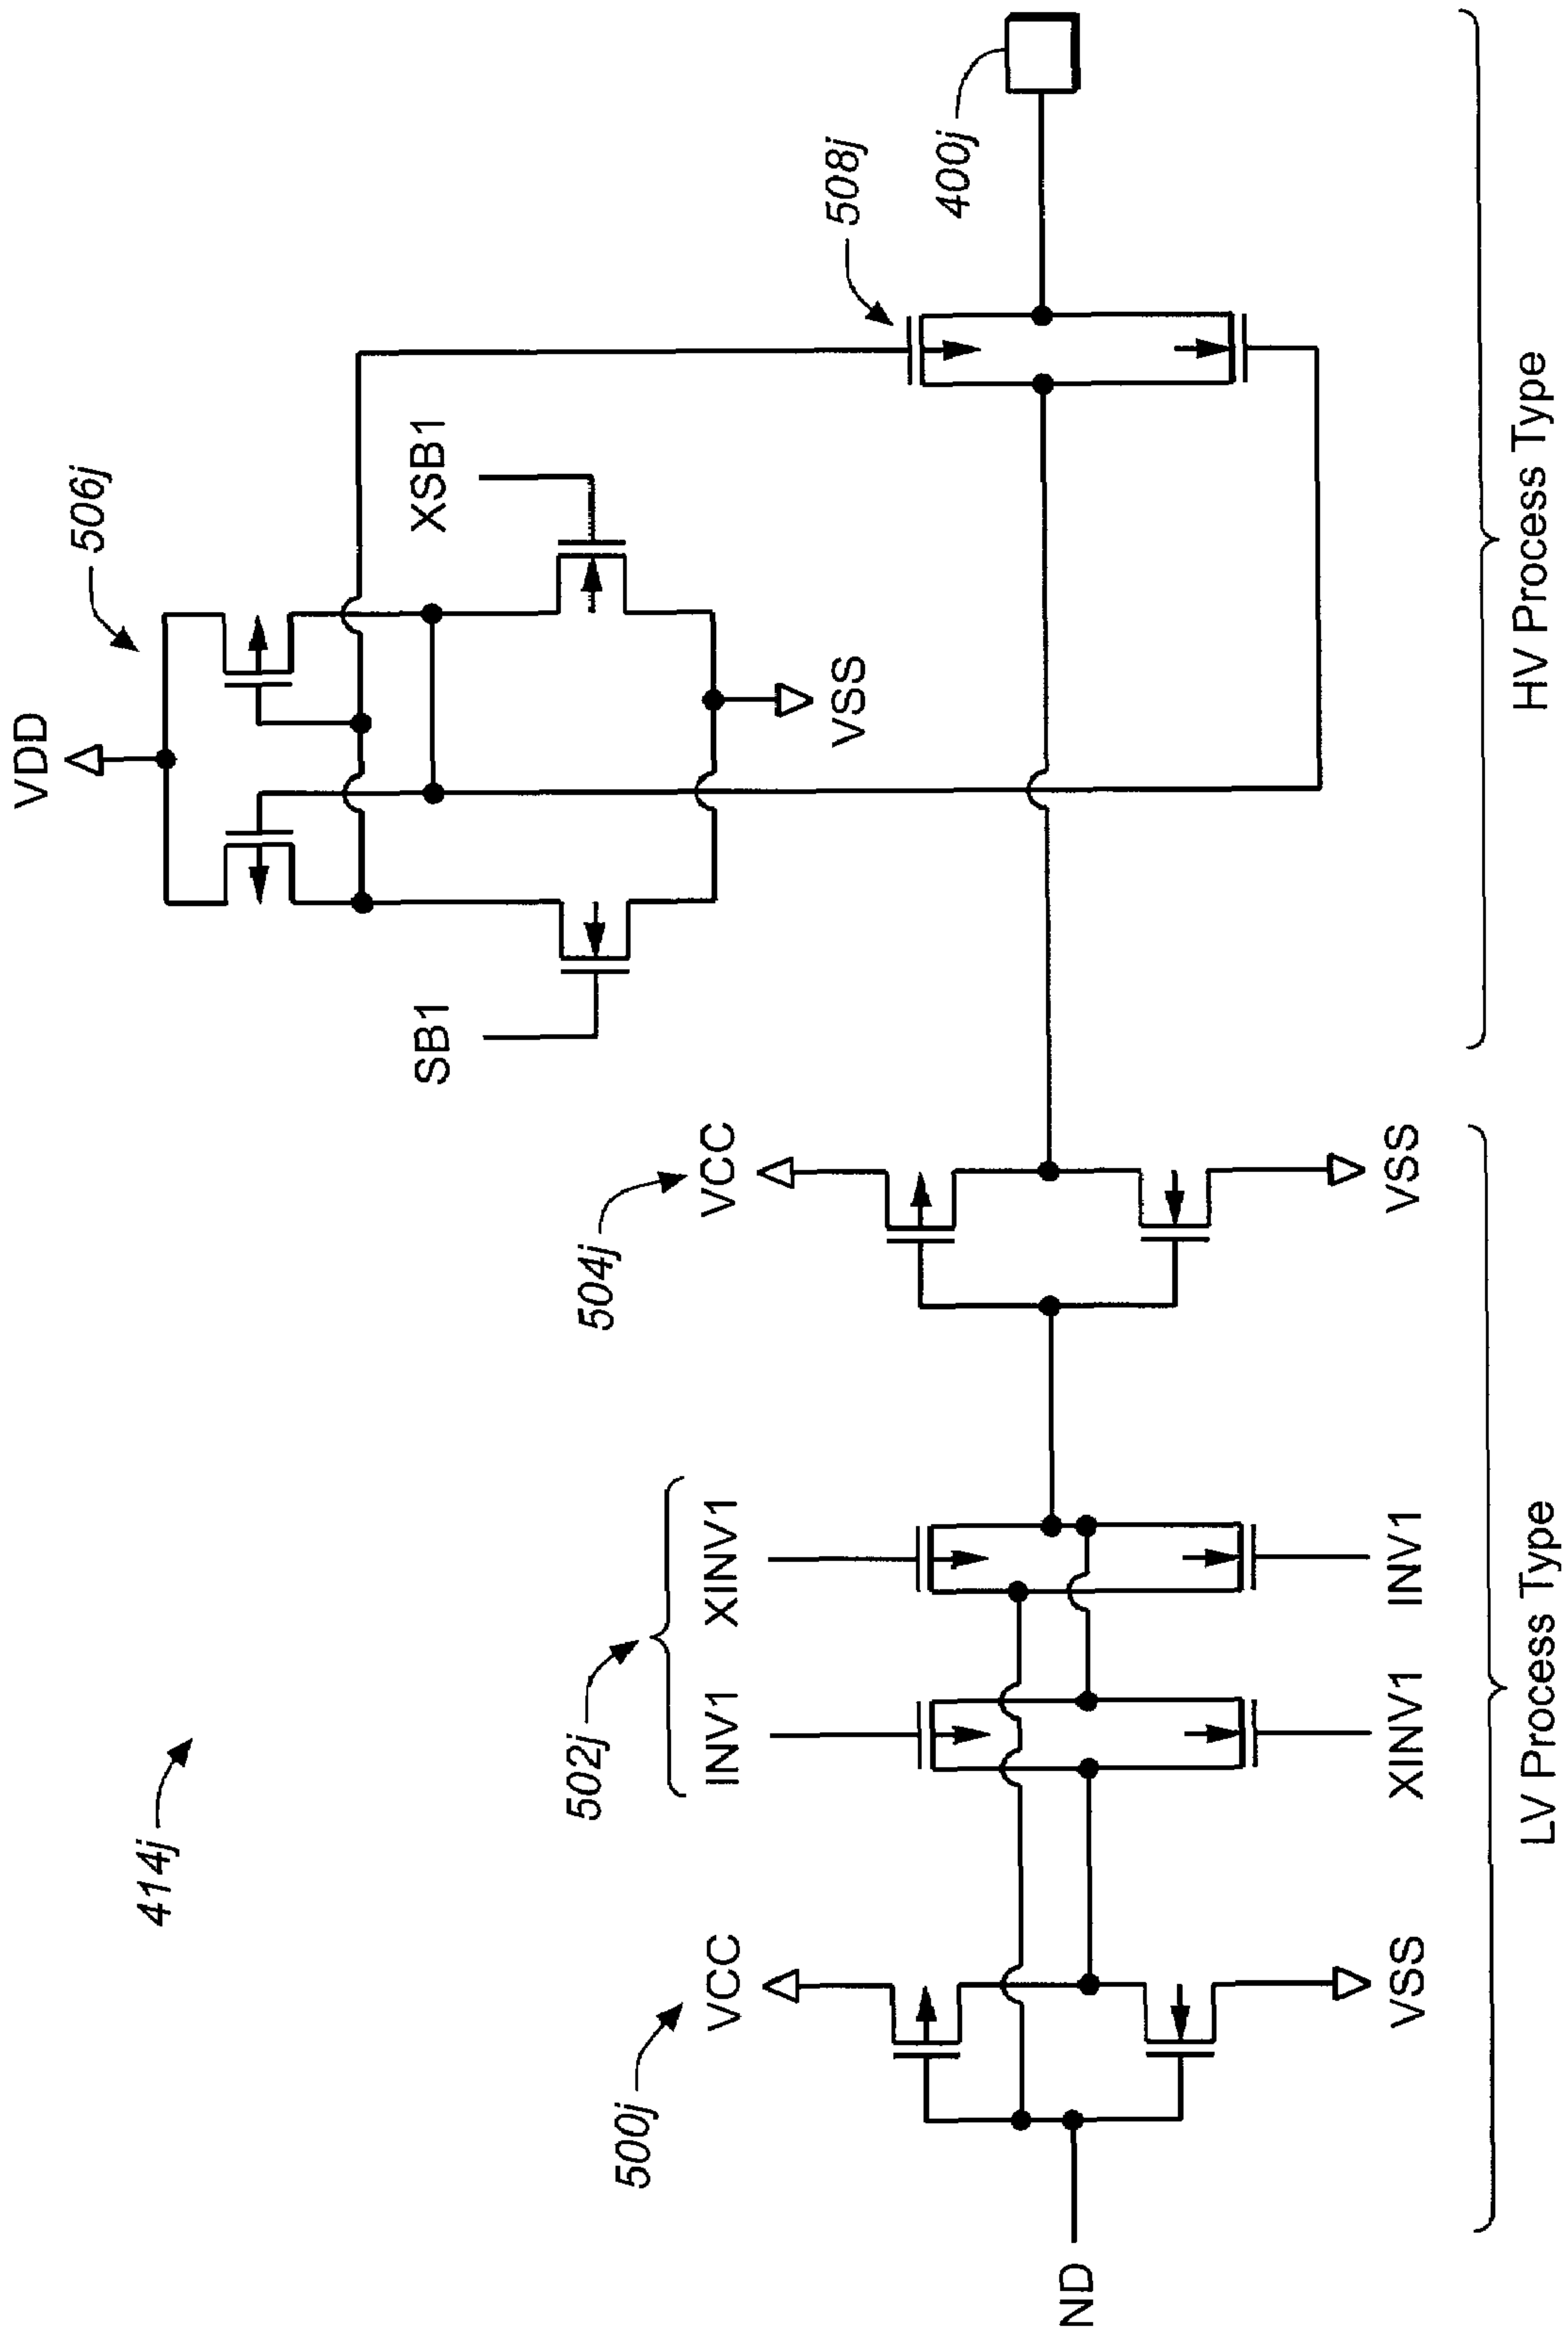 414j
500j
VCC
502j
INV1
XINV1
504j
VCC
SB1
VDD
506j
XSB1
VSS
508j
400j
ND
VSS
XINV1
INV1
VSS
LV Process Type
HV Process Type